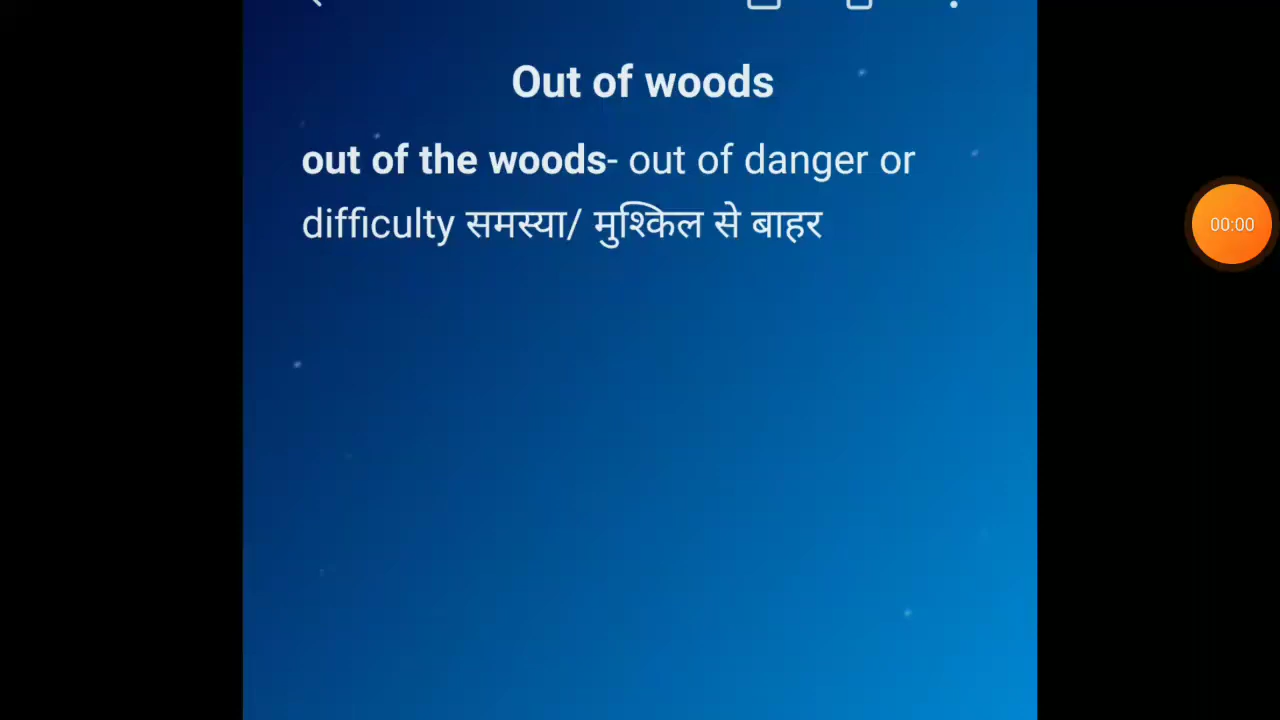 Out of woods
out of the woods- out of danger or
difficulty समस्या/ मुश्किल से बाहर
00:00